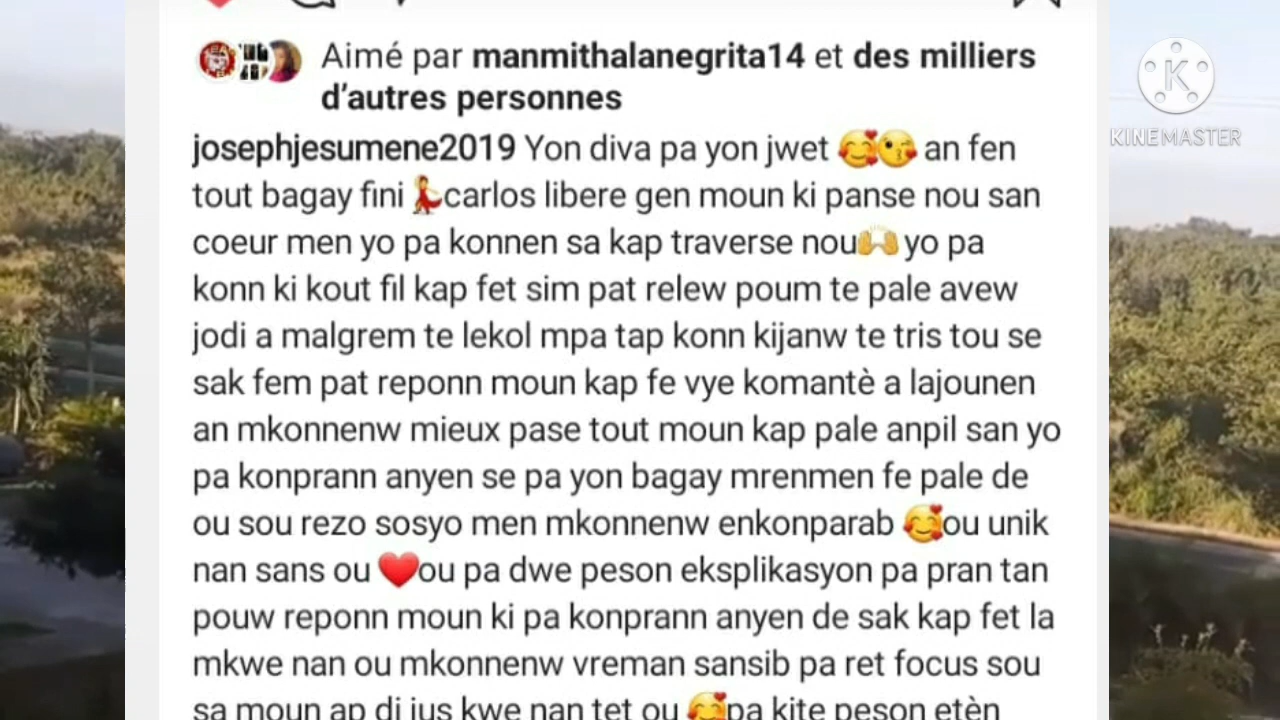 Aimé par manmithalanegrita14 et des milliers
d'autres personnes
josephjesumene2019 Yon diva pa yon jwet 🥰😘 an fen
tout bagay fini 💃carlos libere gen moun ki panse nou san
coeur men yo pa konnen sa kap traverse nou🙌 yo pa
konn ki kout fil kap fet sim pat relew poum te pale avew
jodi a malgrem te lekol mpa tap konn kijanw te tris tou se
sak fem pat reponn moun kap fe vye komantè a lajounen
an mkonnenw mieux pase tout moun kap pale anpil san yo
pa konprann anyen se pa yon bagay mrenmen fe pale de
ou sou rezo sosyo men mkonnenw enkonparab 🥰ou unik
nan sans ou ❤️ou pa dwe peson eksplikasyon pa pran tan
pouw reponn moun ki pa konprann anyen de sak kap fet la
mkwe nan ou mkonnenw vreman sansib pa ret focus sou
sa moun ap di jus kwe nan tet ou 🥰pa kite peson etèn
KINEMASTER